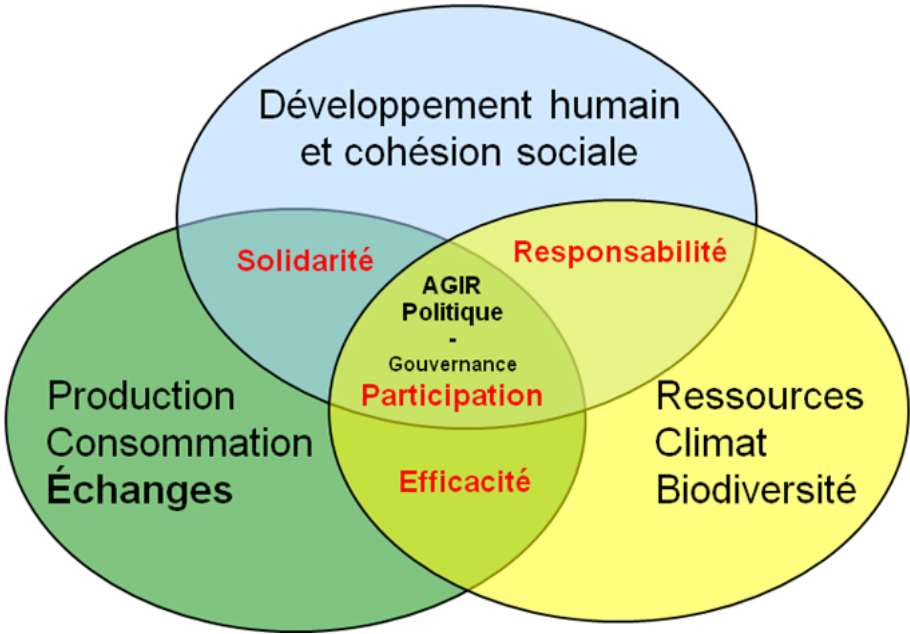 Développement humain
et cohésion sociale
Solidarité
Responsabilité
AGIR
Politique
-
Gouvernance
Participation
Production
Consommation
Échanges
Ressources
Climat
Biodiversité
Efficacité